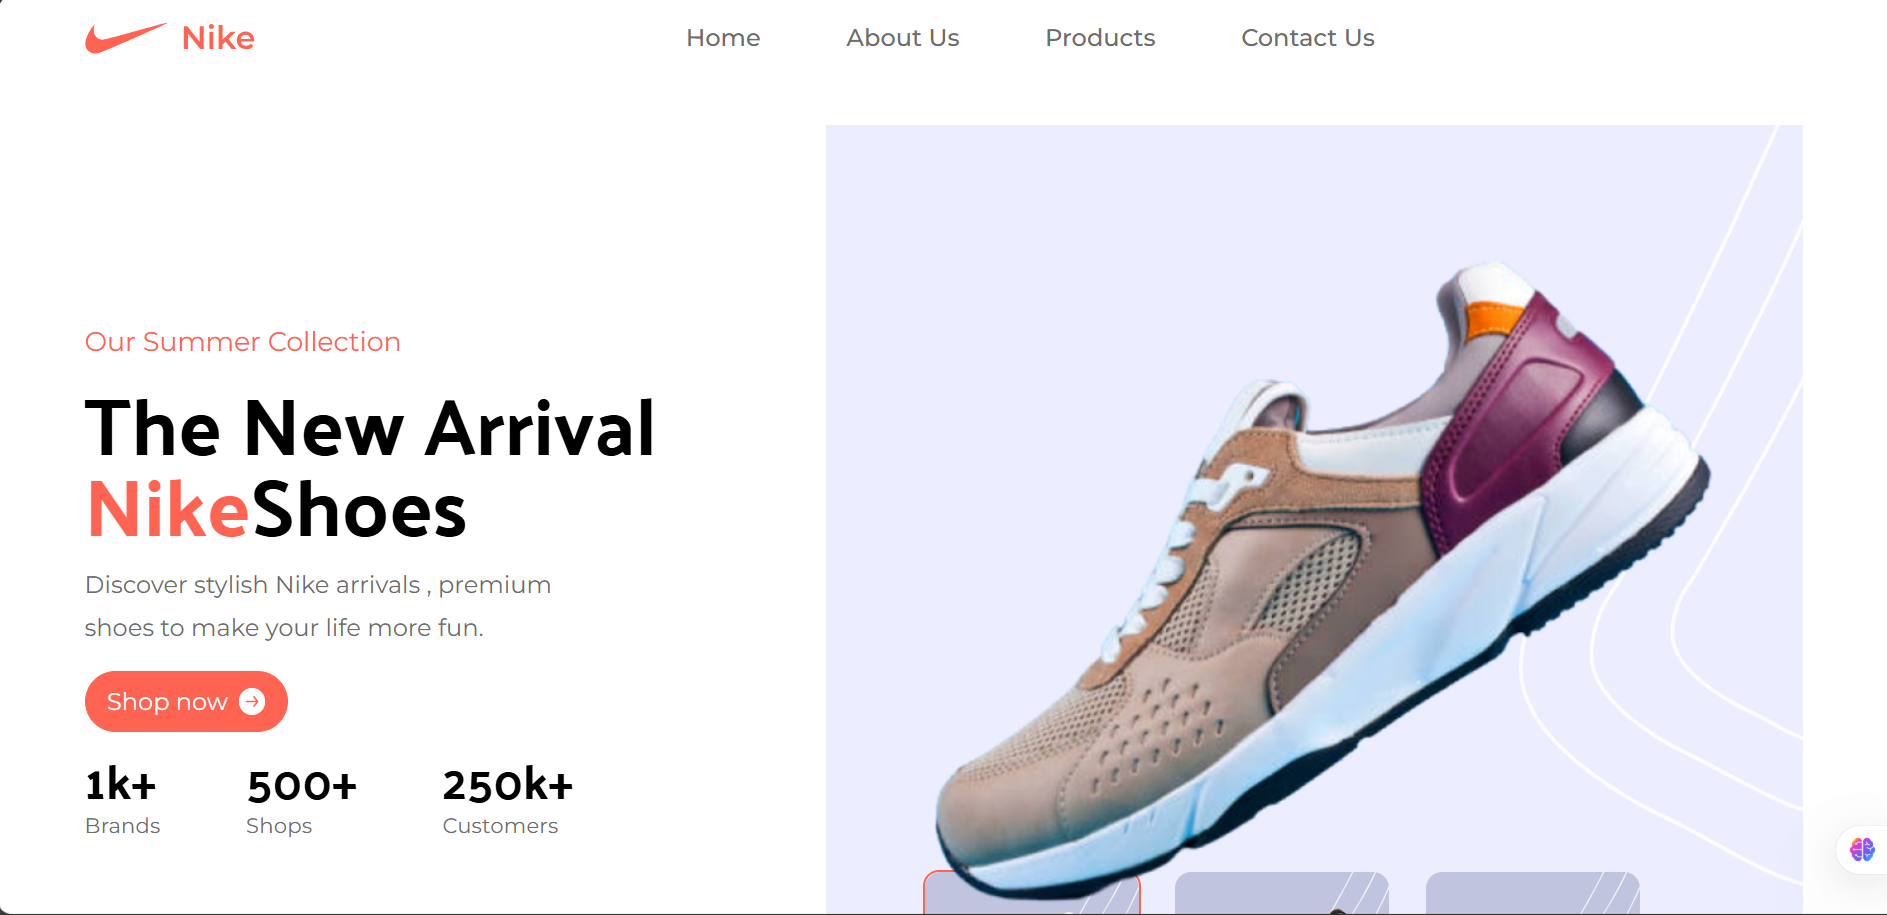 Nike
Home About Us Products Contact Us
Our Summer Collection
The New Arrival
NikeShoes
Discover stylish Nike arrivals , premium
shoes to make your life more fun.
Shop now
1k+ 500+ 250k+
Brands Shops Customers